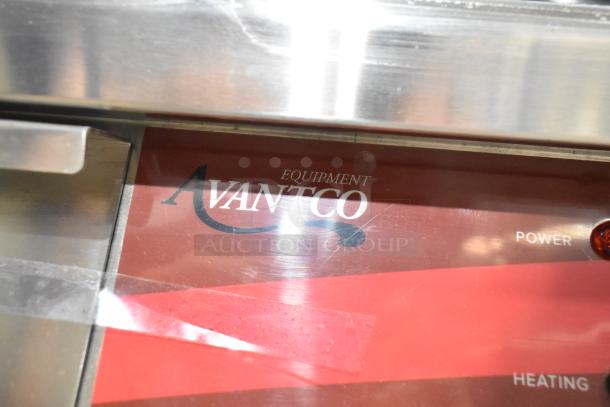 EQUIPMENT
AVANTCO
AUCTION GROUP
POWER
HEATING